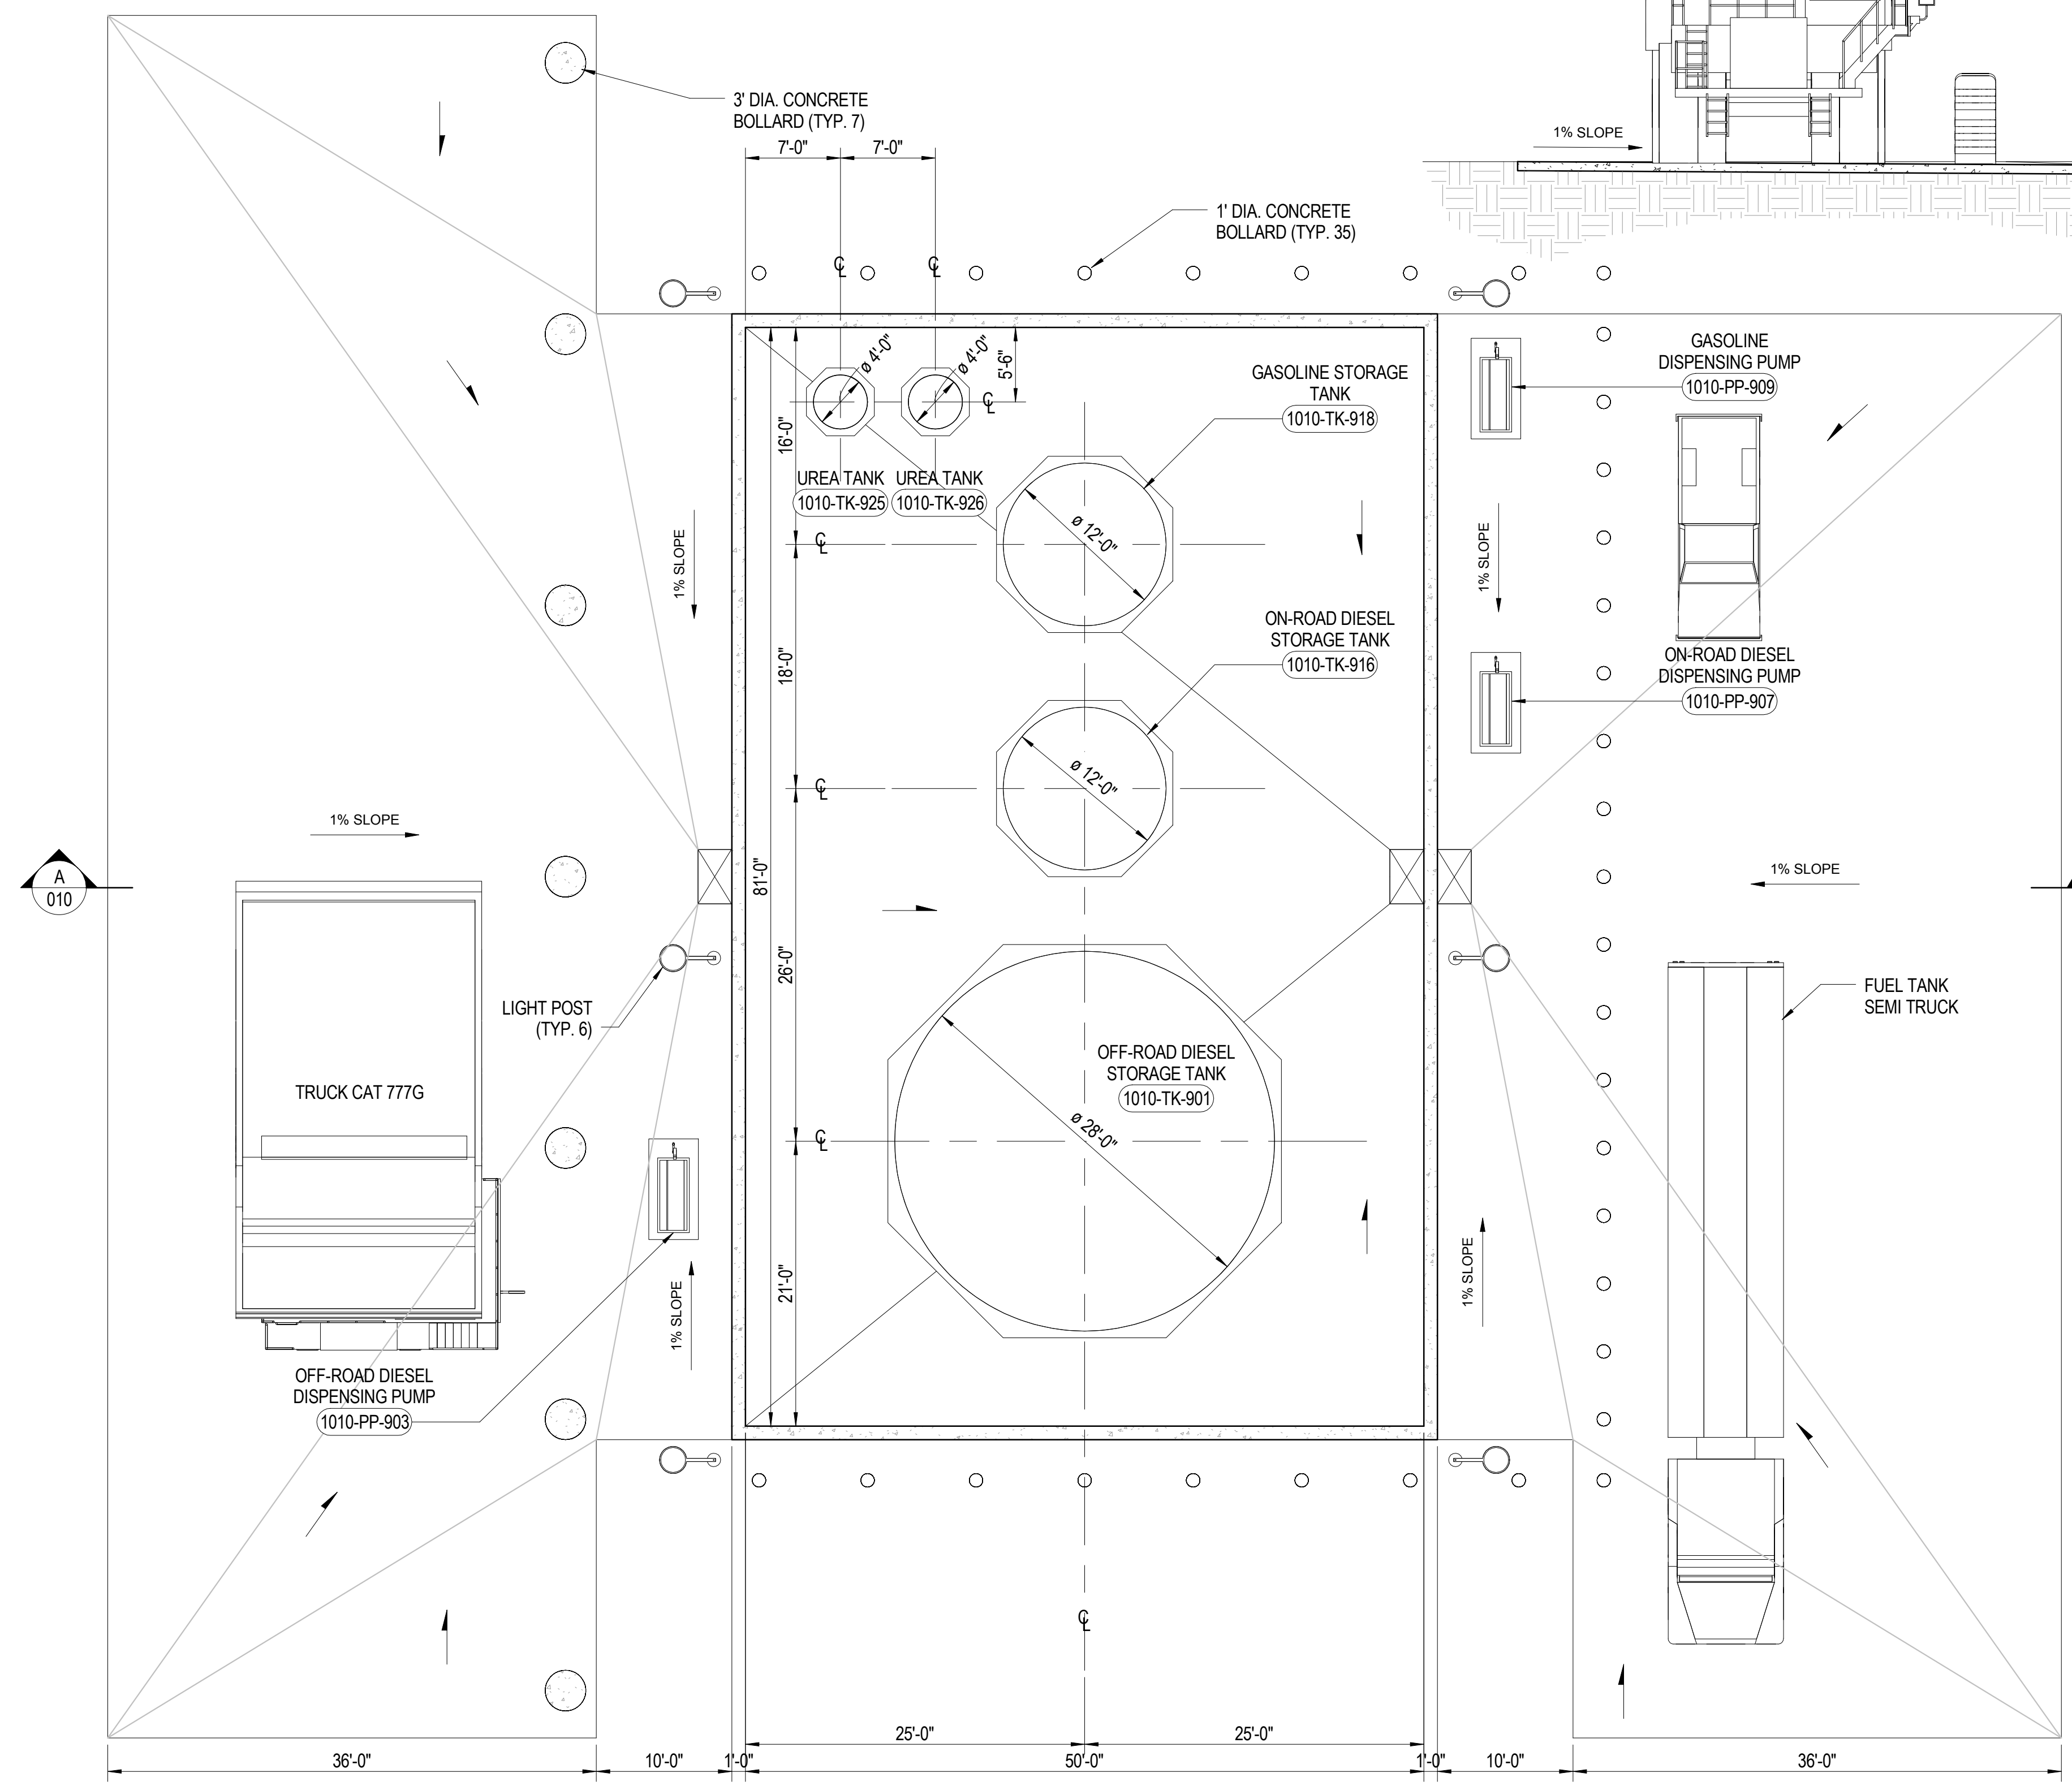 1% SLOPE
3' DIA. CONCRETE
BOLLARD (TYP. 7)
7'-0"
7'-0"
1' DIA. CONCRETE
BOLLARD (TYP. 35)
℄
℄
ø 4'-0"
ø 4'-0"
5'-6"
℄
16'-0"
UREA TANK
1010-TK-925
UREA TANK
1010-TK-926
GASOLINE STORAGE
TANK
1010-TK-918
GASOLINE
DISPENSING PUMP
1010-PP-909
1% SLOPE
℄
ø 12'-0"
1% SLOPE
18'-0"
ON-ROAD DIESEL
STORAGE TANK
1010-TK-916
ON-ROAD DIESEL
DISPENSING PUMP
1010-PP-907
℄
ø 12'-0"
1% SLOPE
A
010
81'-0"
1% SLOPE
26'-0"
LIGHT POST
(TYP. 6)
FUEL TANK
SEMI TRUCK
TRUCK CAT 777G
OFF-ROAD DIESEL
STORAGE TANK
1010-TK-901
℄
ø 28'-0"
21'-0"
1% SLOPE
1% SLOPE
OFF-ROAD DIESEL
DISPENSING PUMP
1010-PP-903
℄
25'-0"
25'-0"
36'-0"
10'-0"
1'-0"
50'-0"
1'-0"
10'-0"
36'-0"